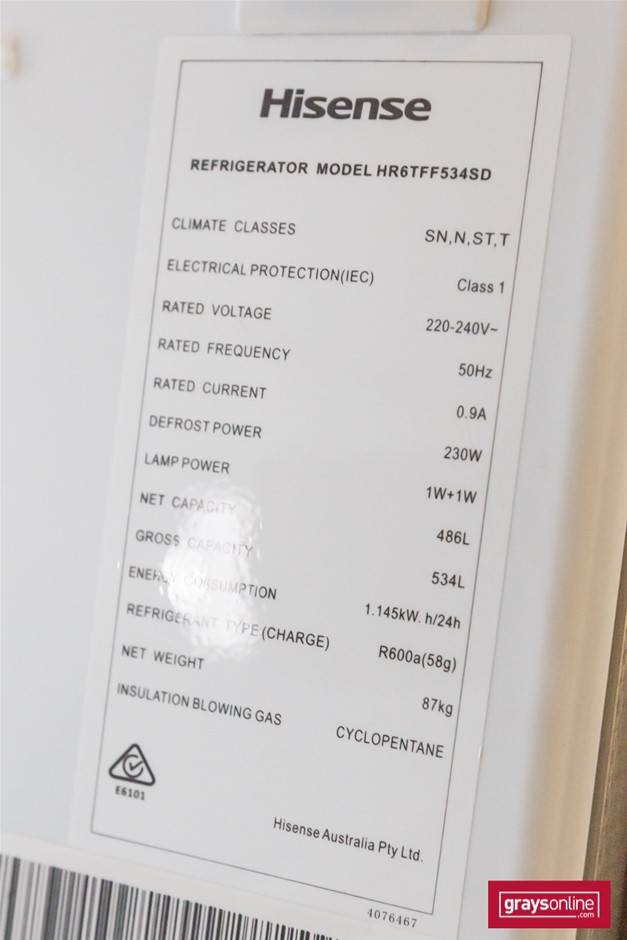 Hisense
REFRIGERATOR MODEL HR6TFF534SD
CLIMATE CLASSES SN,N,ST,T
ELECTRICAL PROTECTION(IEC) Class 1
RATED VOLTAGE 220-240V~
RATED FREQUENCY 50Hz
RATED CURRENT 0.9A
DEFROST POWER 230W
LAMP POWER 1W+1W
NET CAPACITY 486L
GROSS CAPACITY 534L
ENERGY CONSUMPTION 1.145kW. h/24h
REFRIGERANT TYPE(CHARGE) R600a(58g)
NET WEIGHT 87kg
INSULATION BLOWING GAS CYCLOPENTANE
E6101
Hisense Australia Pty Ltd.
4076467
graysonline
.com